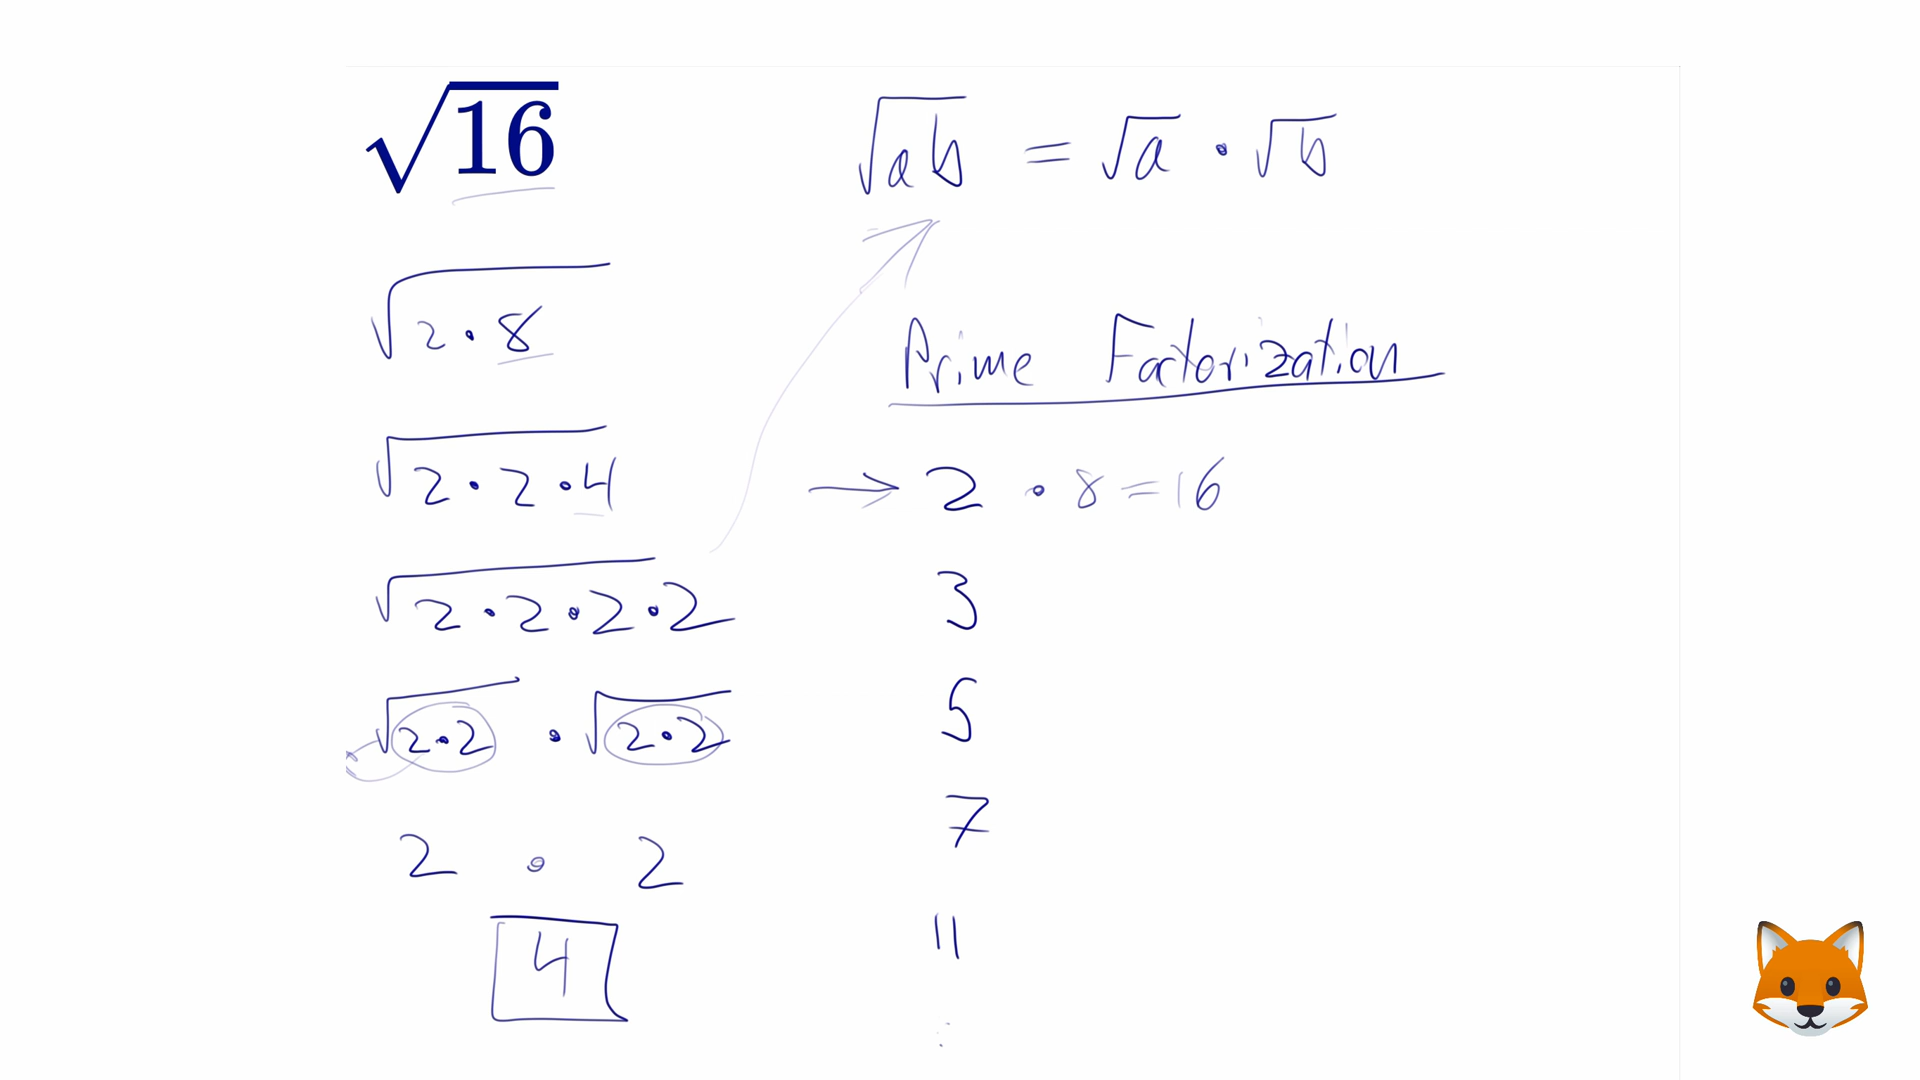 √16
√2·8
√2·2·4
√2·2·2·2
√2·2 · √2·2
2 · 2
4
√ab = √a · √b
Prime Factorization
→ 2 · 8 = 16
3
5
7
11
⋮